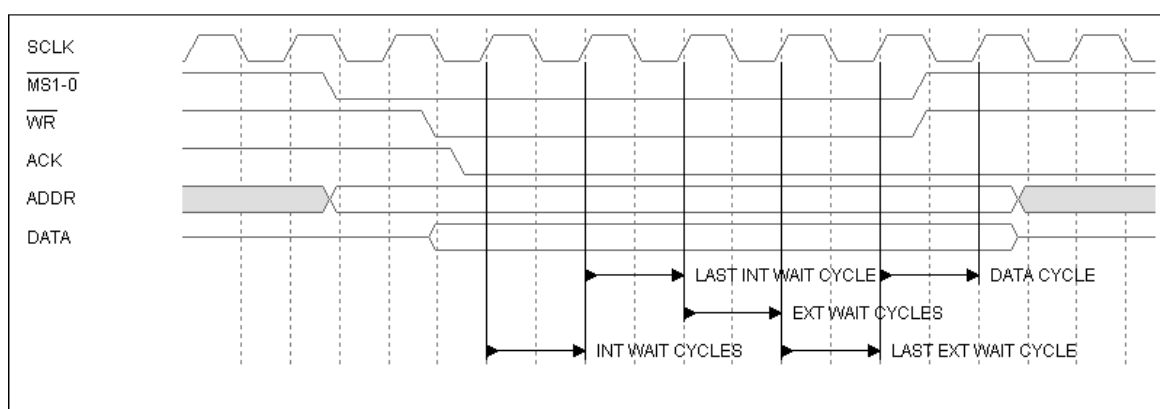 SCLK
MS1-0
WR
ACK
ADDR
DATA
LAST INT WAIT CYCLE
DATA CYCLE
EXT WAIT CYCLES
INT WAIT CYCLES
LAST EXT WAIT CYCLE